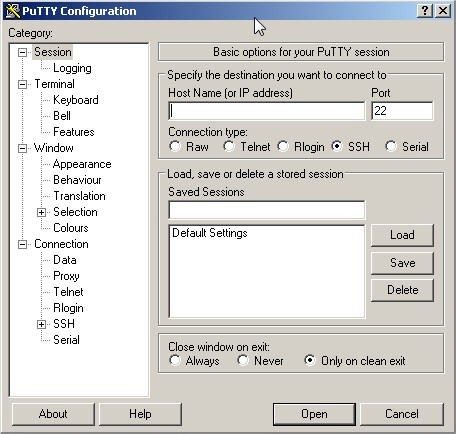 PuTTY Configuration
Category:
Session
Logging
Terminal
Keyboard
Bell
Features
Window
Appearance
Behaviour
Translation
Selection
Colours
Connection
Data
Proxy
Telnet
Rlogin
SSH
Serial
Basic options for your PuTTY session
Specify the destination you want to connect to
Host Name (or IP address) Port
22
Connection type:
Raw Telnet Rlogin SSH Serial
Load, save or delete a stored session
Saved Sessions
Default Settings
Load
Save
Delete
Close window on exit:
Always Never Only on clean exit
About Help Open Cancel